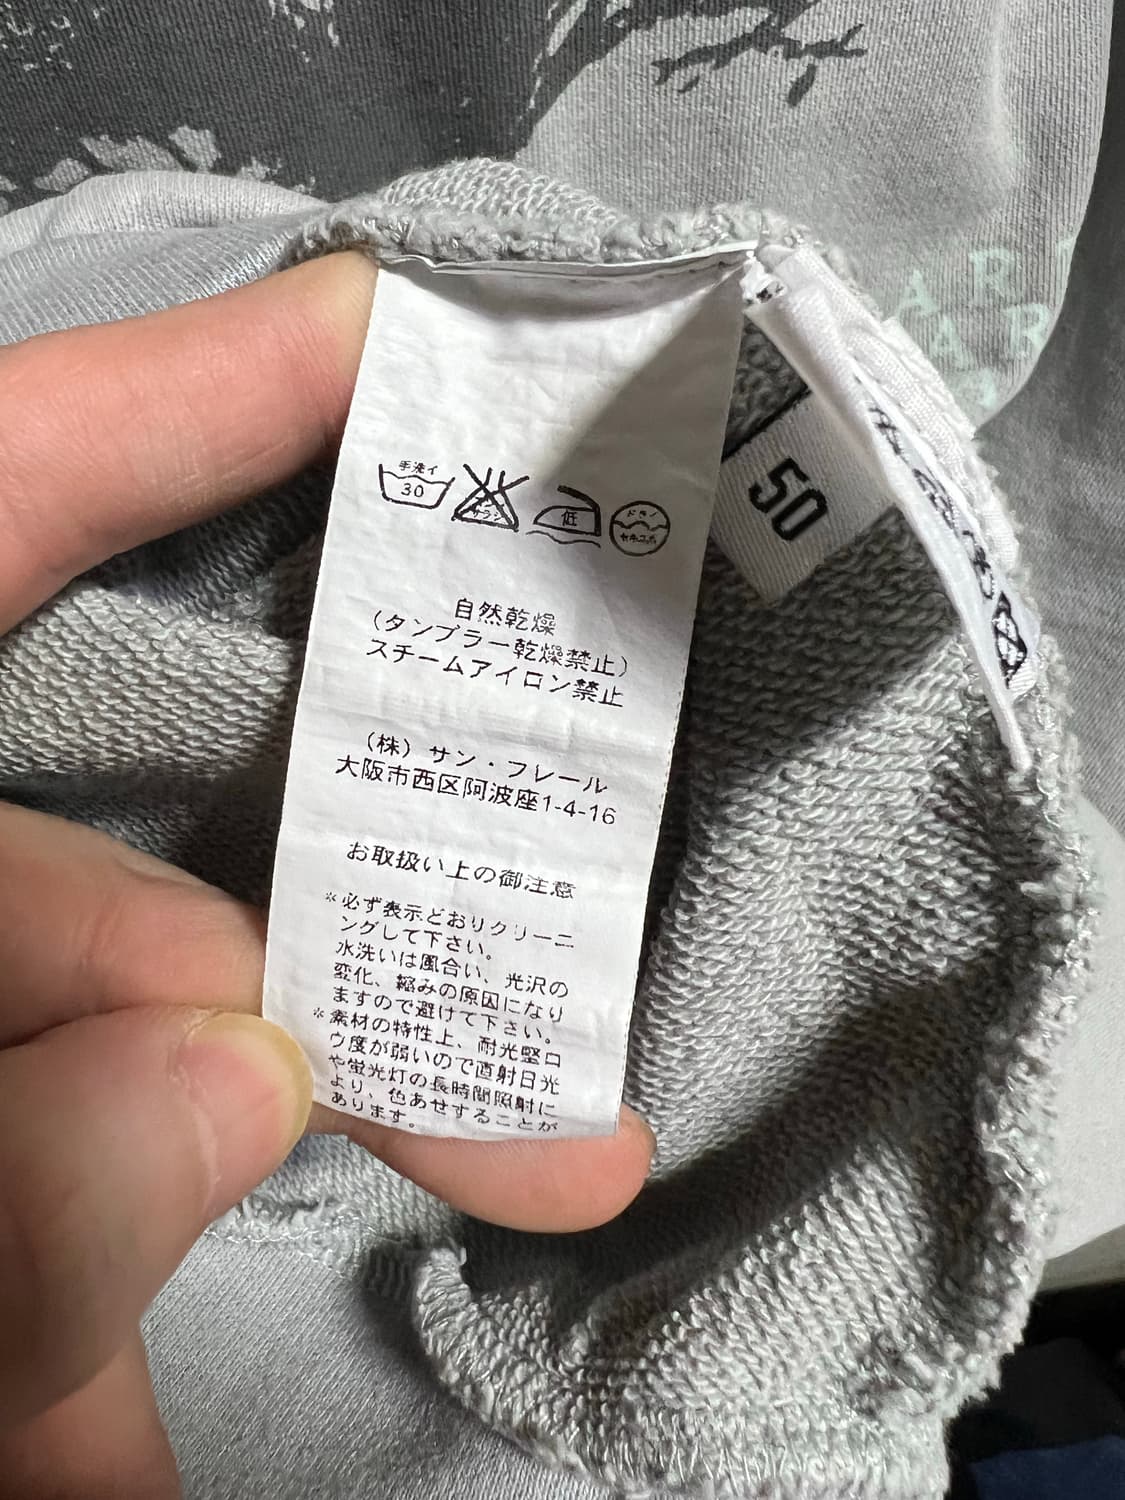 手洗イ
30
サラシ
低
ドライ
セキユ系
50
自然乾燥
(タンブラー乾燥禁止)
スチームアイロン禁止
(株) サン・フレール
大阪市西区阿波座1-4-16
お取扱い上の御注意
※必ず表示どおりクリーニ
ングして下さい。
水洗いは風合い、光沢の
変化、縮みの原因になり
ますので避けて下さい。
※素材の特性上、耐光堅ロ
ウ度が弱いので直射日光
や蛍光灯の長時間照射に
より、色あせすることが
あります。
A R
A R